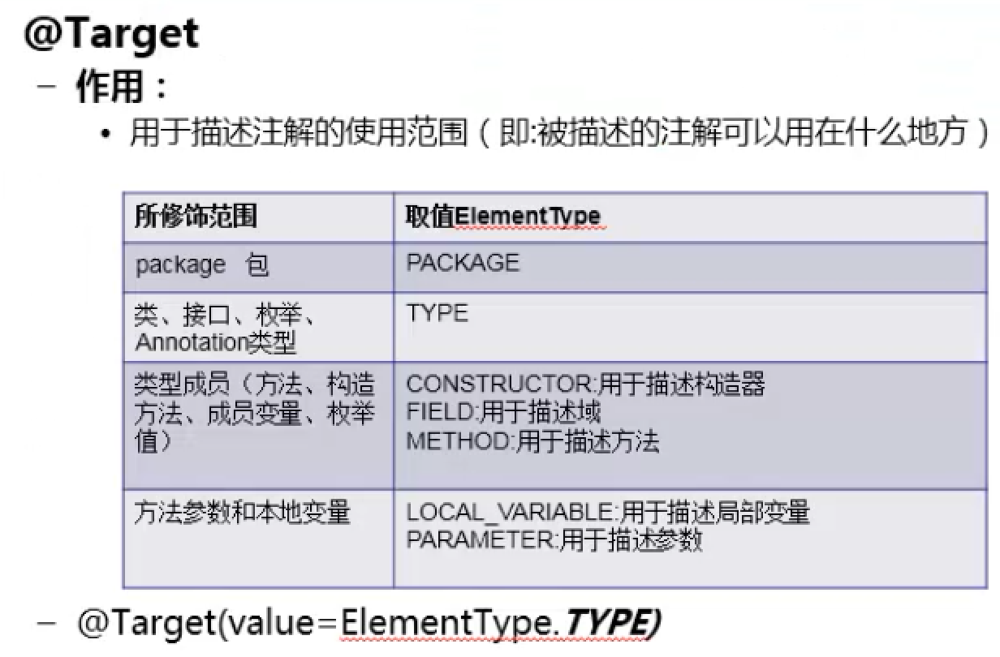 @Target
– 作用：
• 用于描述注解的使用范围（即:被描述的注解可以用在什么地方）
所修饰范围 取值ElementType
package 包 PACKAGE
类、接口、枚举、 TYPE
Annotation类型
类型成员（方法、构造 CONSTRUCTOR:用于描述构造器
方法、成员变量、枚举 FIELD:用于描述域
值） METHOD:用于描述方法
方法参数和本地变量 LOCAL_VARIABLE:用于描述局部变量
PARAMETER:用于描述参数
– @Target(value=ElementType.TYPE)